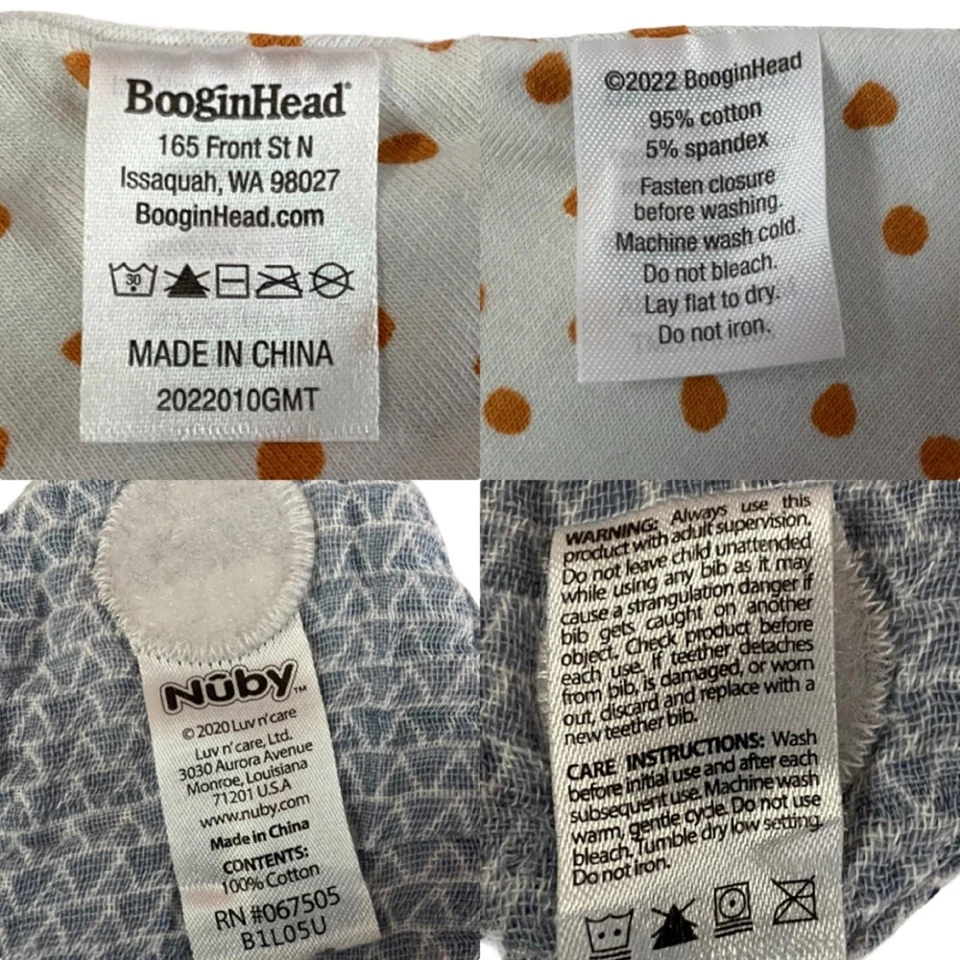 BooginHead®
165 Front St N
Issaquah, WA 98027
BooginHead.com
30
MADE IN CHINA
2022010GMT
©2022 BooginHead
95% cotton
5% spandex
Fasten closure
before washing.
Machine wash cold.
Do not bleach.
Lay flat to dry.
Do not iron.
Nûby™
© 2020 Luv n' care
Luv n' care, Ltd.
3030 Aurora Avenue
Monroe, Louisiana
71201 U.S.A
www.nuby.com
Made in China
CONTENTS:
100% Cotton
RN #067505
B1L05U
WARNING: Always use this
product with adult supervision.
Do not leave child unattended
while using any bib as it may
cause a strangulation danger if
bib gets caught on another
object. Check product before
each use. If teether detaches
from bib, is damaged, or worn
out, discard and replace with a
new teether bib.
CARE INSTRUCTIONS: Wash
before initial use and after each
subsequent use. Machine wash
warm, gentle cycle. Do not use
bleach. Tumble dry low setting.
Do not iron.